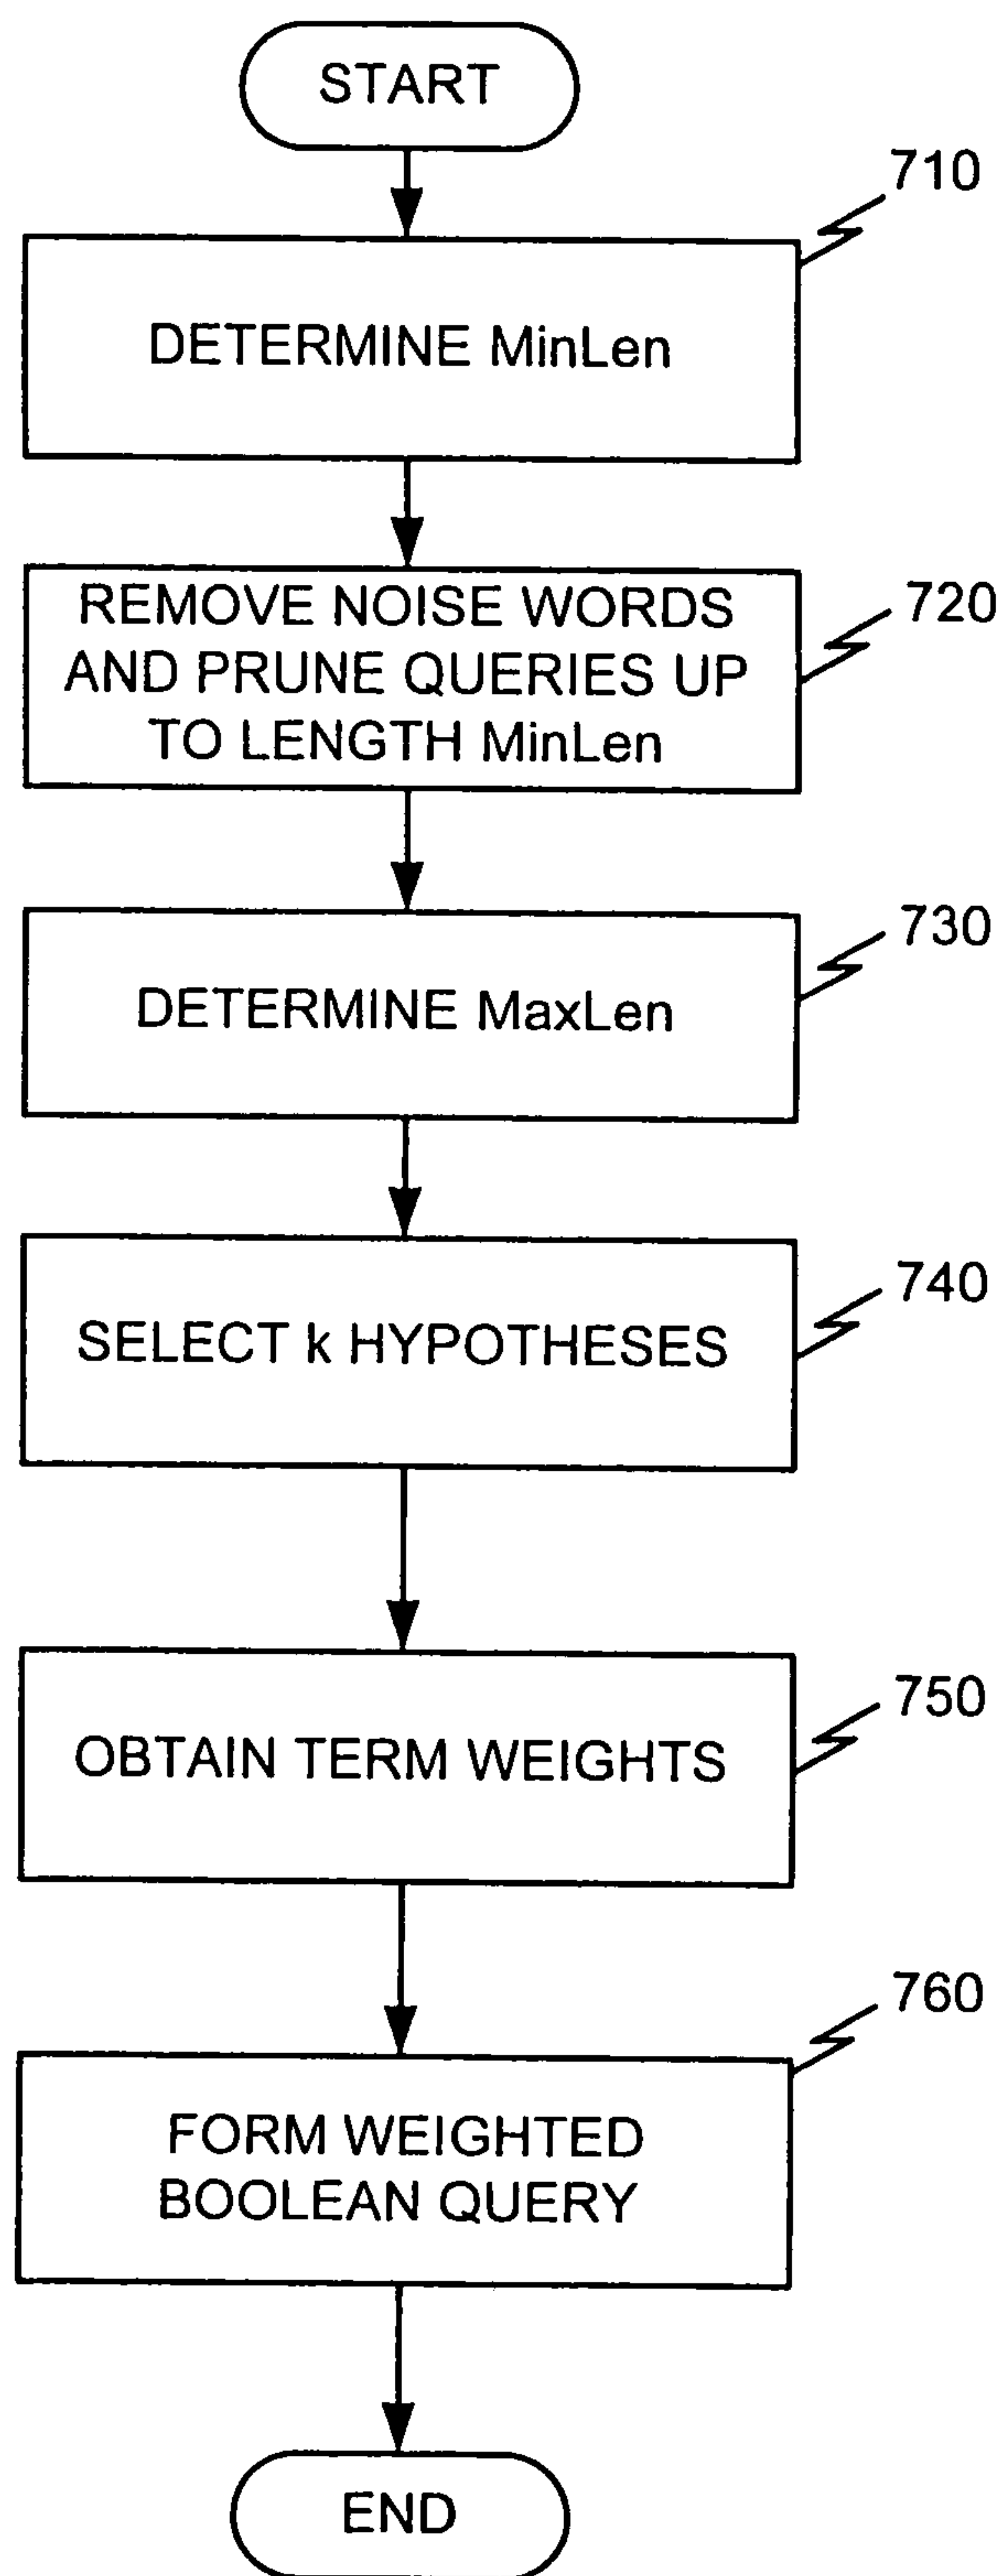 START
710
DETERMINE MinLen
720
REMOVE NOISE WORDS
AND PRUNE QUERIES UP
TO LENGTH MinLen
730
DETERMINE MaxLen
740
SELECT k HYPOTHESES
750
OBTAIN TERM WEIGHTS
760
FORM WEIGHTED
BOOLEAN QUERY
END